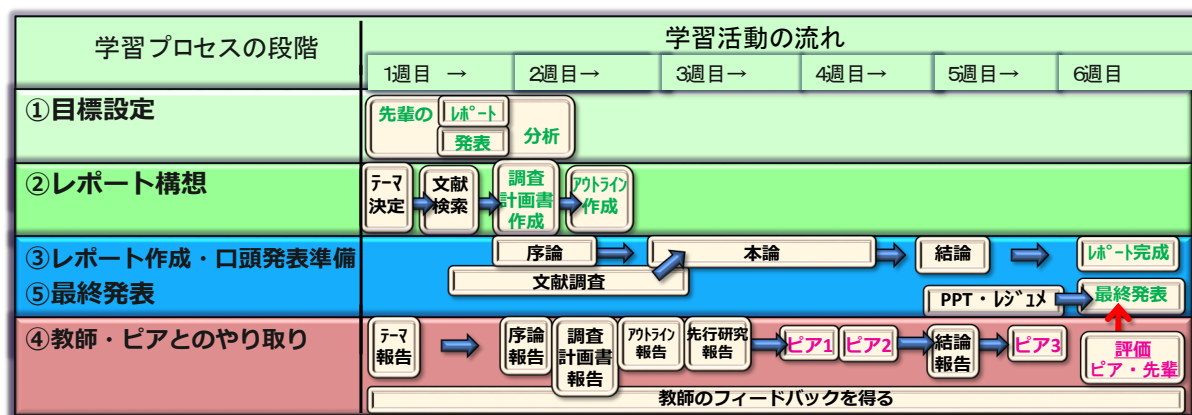 学習プロセスの段階
学習活動の流れ
1週目 →
2週目→
3週目→
4週目→
5週目→
6週目
①目標設定
先輩の
ﾚﾎﾟｰﾄ
発表
分析
②レポート構想
ﾃｰﾏ
決定
文献
検索
調査
計画書
作成
ｱｳﾄﾗｲﾝ
作成
③レポート作成・口頭発表準備
序論
本論
結論
ﾚﾎﾟｰﾄ完成
文献調査
⑤最終発表
PPT・ﾚｼﾞｭﾒ
最終発表
④教師・ピアとのやり取り
ﾃｰﾏ
報告
序論
報告
調査
計画書
報告
ｱｳﾄﾗｲﾝ
報告
先行研究
報告
ピア1
ピア2
結論
報告
ピア3
評価
ピア・先輩
教師のフィードバックを得る